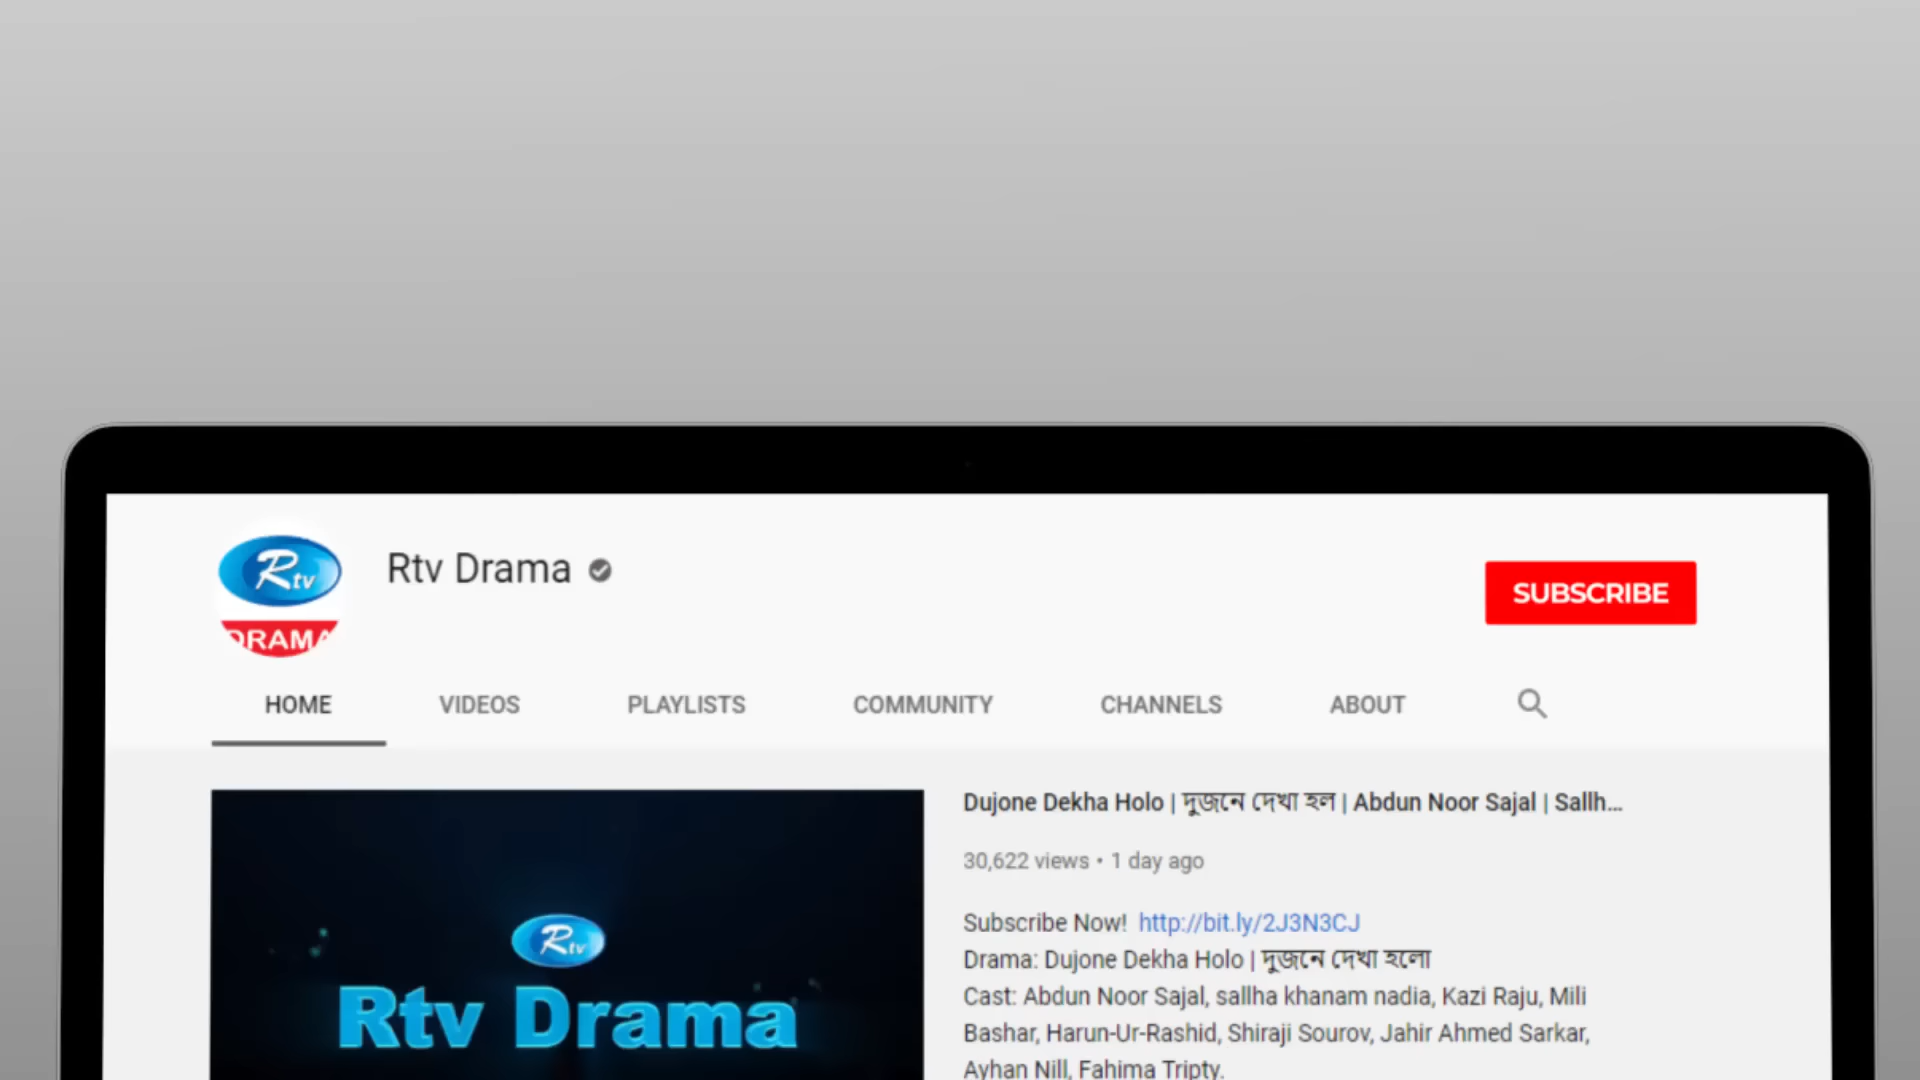 Rtv
DRAMA
Rtv Drama
SUBSCRIBE
HOME VIDEOS PLAYLISTS COMMUNITY CHANNELS ABOUT
Rtv
Rtv Drama
Dujone Dekha Holo | দুজনে দেখা হল | Abdun Noor Sajal | Sallh...
30,622 views • 1 day ago
Subscribe Now! http://bit.ly/2J3N3CJ
Drama: Dujone Dekha Holo | দুজনে দেখা হলো
Cast: Abdun Noor Sajal, sallha khanam nadia, Kazi Raju, Mili
Bashar, Harun-Ur-Rashid, Shiraji Sourov, Jahir Ahmed Sarkar,
Ayhan Nill, Fahima Tripty.